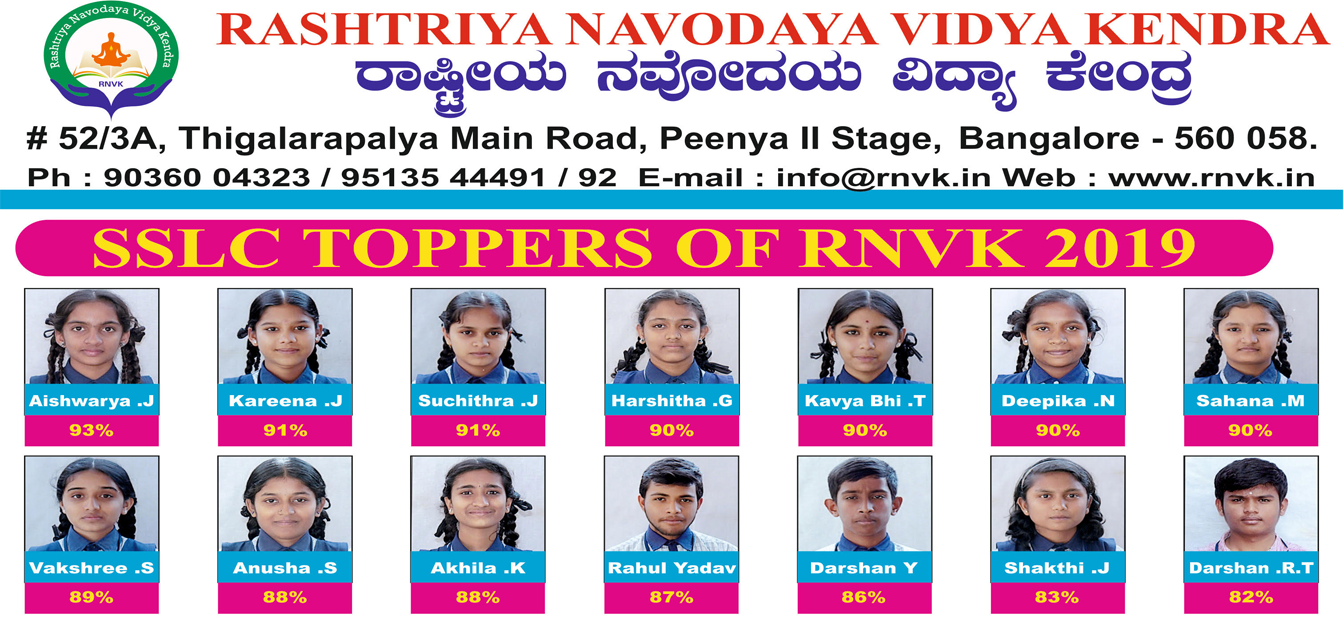 Rashtriya Navodaya Vidya Kendra
RNVK
RASHTRIYA NAVODAYA VIDYA KENDRA
ರಾಷ್ಟ್ರೀಯ ನವೋದಯ ವಿದ್ಯಾ ಕೇಂದ್ರ
# 52/3A, Thigalarapalya Main Road, Peenya II Stage, Bangalore - 560 058.
Ph : 90360 04323 / 95135 44491 / 92 E-mail : info@rnvk.in Web : www.rnvk.in
SSLC TOPPERS OF RNVK 2019
Aishwarya .J Kareena .J Suchithra .J Harshitha .G Kavya Bhi .T Deepika .N Sahana .M
93% 91% 91% 90% 90% 90% 90%
Vakshree .S Anusha .S Akhila .K Rahul Yadav Darshan Y Shakthi .J Darshan .R.T
89% 88% 88% 87% 86% 83% 82%